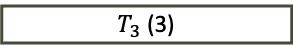 T₃ (3)